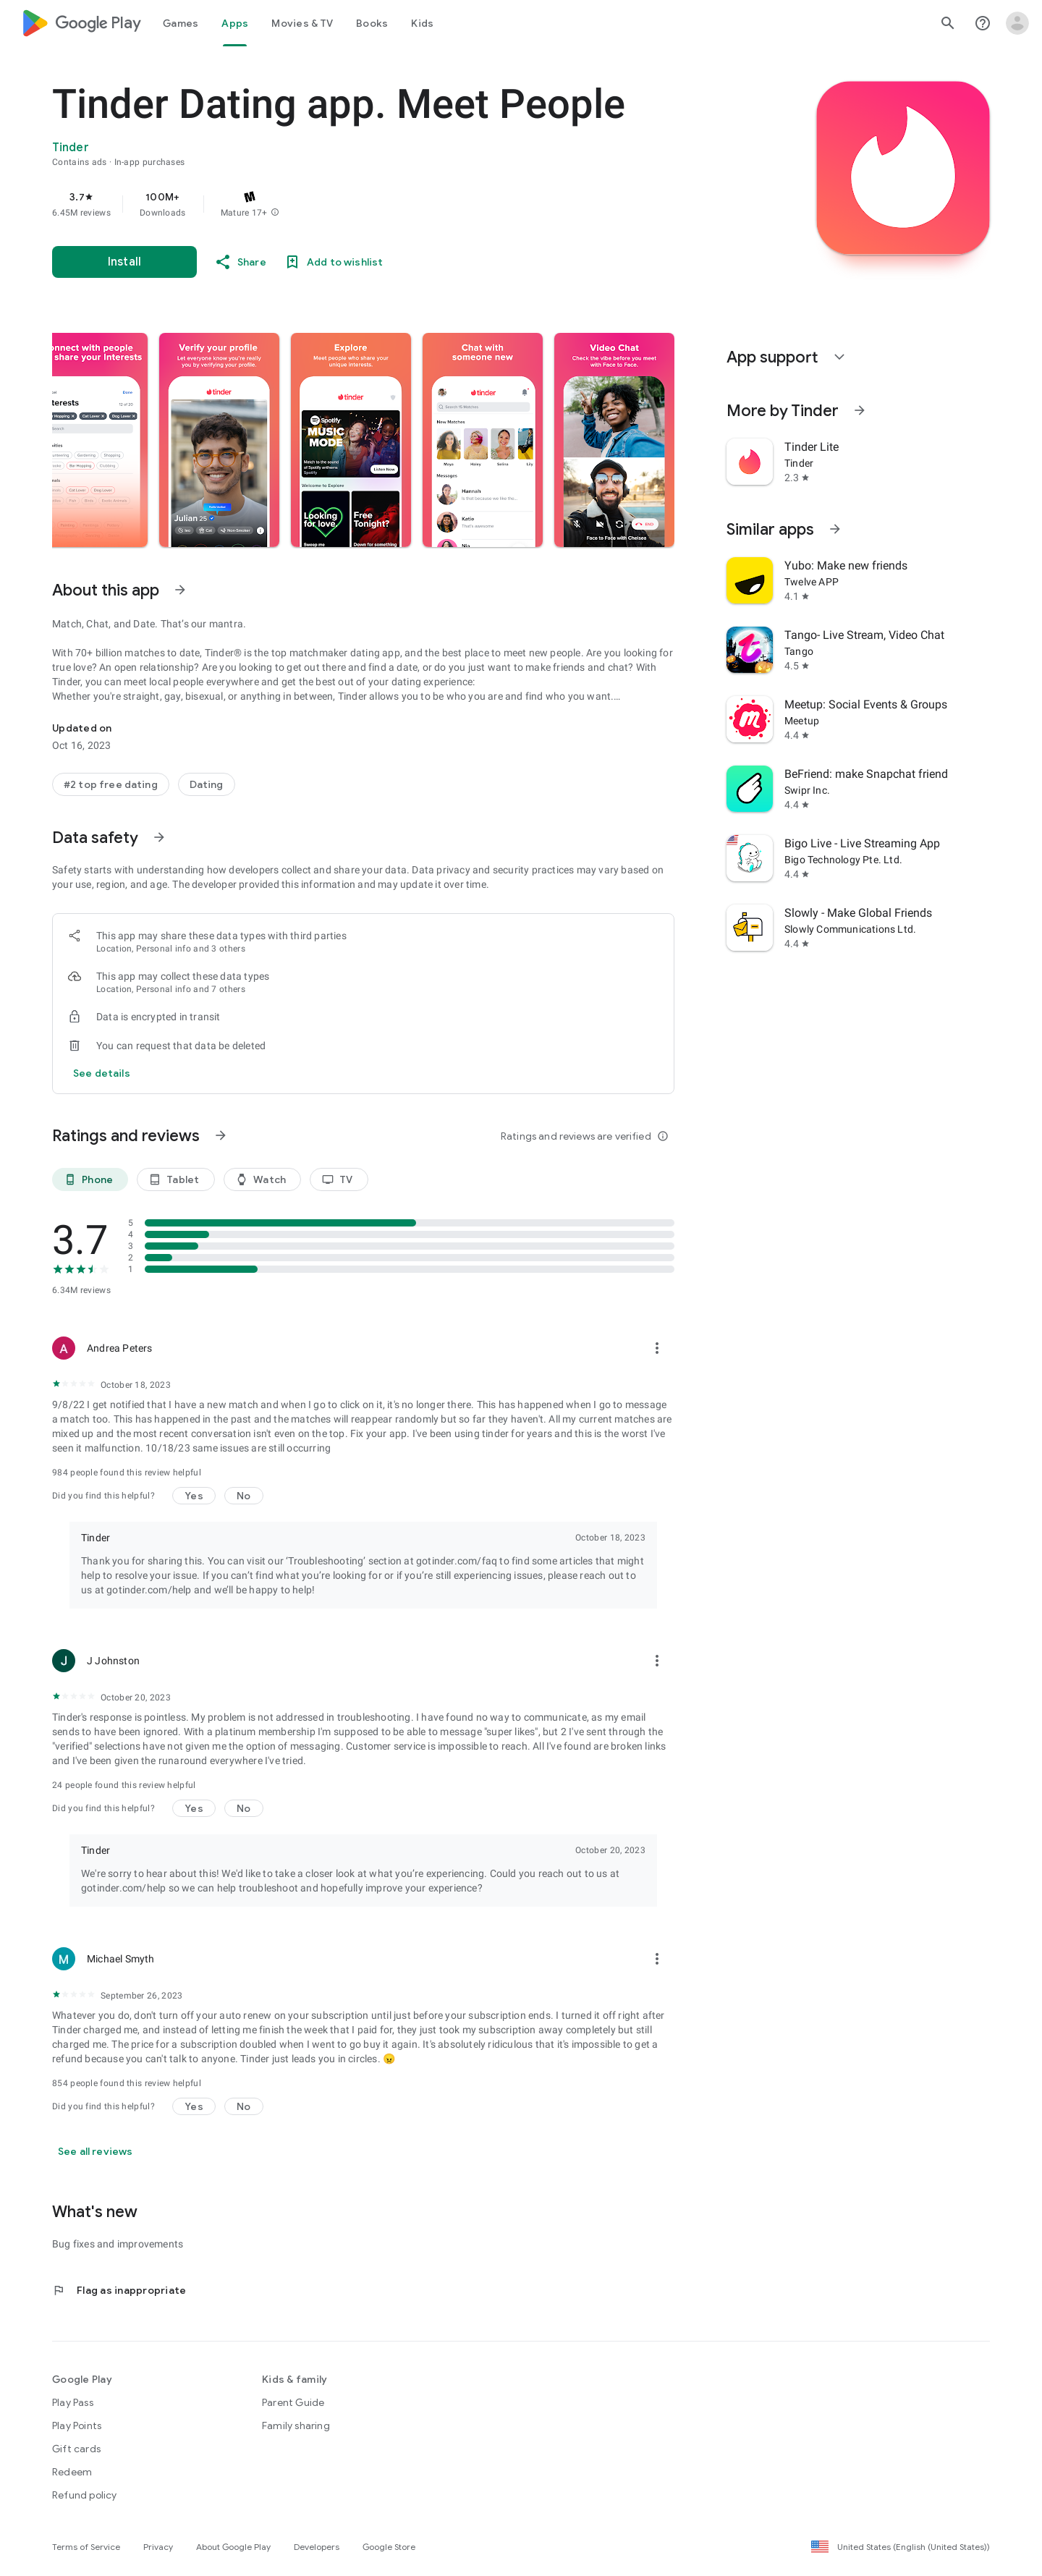 Google Play
Games
Apps
Movies & TV
Books
Kids
Tinder Dating app. Meet People
Tinder
Contains ads · In-app purchases
3.7★
6.45M reviews
100M+
Downloads
Mature 17+
Install
Share
Add to wishlist
onnect with people
share your Interests
terests
Verify your profile
Let everyone know you're really
you by verifying your profile.
tinder
Julian 25
Explore
Meet people who share your
unique interests.
tinder
Spotify
MUSIC
MODE
Listen Now
Welcome to Explore
Looking
for love
Free
Tonight?
Swap me
Down for something
Chat with
someone new
tinder
New Matches
Maya
Haley
Selina
Lily
Messages
Hannah
Katie
Nia
Video Chat
Check the vibe before you meet
with Face to Face.
END
Face to Face with Chelsea
App support
More by Tinder
Tinder Lite
Tinder
2.3 ★
Similar apps
Yubo: Make new friends
Twelve APP
4.1 ★
Tango- Live Stream, Video Chat
Tango
4.5 ★
Meetup: Social Events & Groups
Meetup
4.4 ★
BeFriend: make Snapchat friend
Swipr Inc.
4.4 ★
Bigo Live - Live Streaming App
Bigo Technology Pte. Ltd.
4.4 ★
Slowly - Make Global Friends
Slowly Communications Ltd.
4.4 ★
About this app
Match, Chat, and Date. That's our mantra.
With 70+ billion matches to date, Tinder® is the top matchmaker dating app, and the best place to meet new people. Are you looking for
true love? An open relationship? Are you looking to get out there and find a date, or do you just want to make friends and chat? With
Tinder, you can meet local people everywhere and get the best out of your dating experience:
Whether you're straight, gay, bisexual, or anything in between, Tinder allows you to be who you are and find who you want....
Updated on
Oct 16, 2023
#2 top free dating
Dating
Data safety
Safety starts with understanding how developers collect and share your data. Data privacy and security practices may vary based on
your use, region, and age. The developer provided this information and may update it over time.
This app may share these data types with third parties
Location, Personal info and 3 others
This app may collect these data types
Location, Personal info and 7 others
Data is encrypted in transit
You can request that data be deleted
See details
Ratings and reviews
Ratings and reviews are verified
Phone
Tablet
Watch
TV
3.7
5
4
3
2
1
6.34M reviews
A
Andrea Peters
October 18, 2023
9/8/22 I get notified that I have a new match and when I go to click on it, it's no longer there. This has happened when I go to message
a match too. This has happened in the past and the matches will reappear randomly but so far they haven't. All my current matches are
mixed up and the most recent conversation isn't even on the top. Fix your app. I've been using tinder for years and this is the worst I've
seen it malfunction. 10/18/23 same issues are still occurring
984 people found this review helpful
Did you find this helpful?
Yes
No
Tinder
October 18, 2023
Thank you for sharing this. You can visit our 'Troubleshooting' section at gotinder.com/faq to find some articles that might
help to resolve your issue. If you can't find what you're looking for or if you're still experiencing issues, please reach out to
us at gotinder.com/help and we'll be happy to help!
J
J Johnston
October 20, 2023
Tinder's response is pointless. My problem is not addressed in troubleshooting. I have found no way to communicate, as my email
sends to have been ignored. With a platinum membership I'm supposed to be able to message "super likes", but 2 I've sent through the
"verified" selections have not given me the option of messaging. Customer service is impossible to reach. All I've found are broken links
and I've been given the runaround everywhere I've tried.
24 people found this review helpful
Did you find this helpful?
Yes
No
Tinder
October 20, 2023
We're sorry to hear about this! We'd like to take a closer look at what you're experiencing. Could you reach out to us at
gotinder.com/help so we can help troubleshoot and hopefully improve your experience?
M
Michael Smyth
September 26, 2023
Whatever you do, don't turn off your auto renew on your subscription until just before your subscription ends. I turned it off right after
Tinder charged me, and instead of letting me finish the week that I paid for, they just took my subscription away completely but still
charged me. The price for a subscription doubled when I went to go buy it again. It's absolutely ridiculous that it's impossible to get a
refund because you can't talk to anyone. Tinder just leads you in circles. 😠
854 people found this review helpful
Did you find this helpful?
Yes
No
See all reviews
What's new
Bug fixes and improvements
Flag as inappropriate
Google Play
Play Pass
Play Points
Gift cards
Redeem
Refund policy
Kids & family
Parent Guide
Family sharing
Terms of Service
Privacy
About Google Play
Developers
Google Store
United States (English (United States))